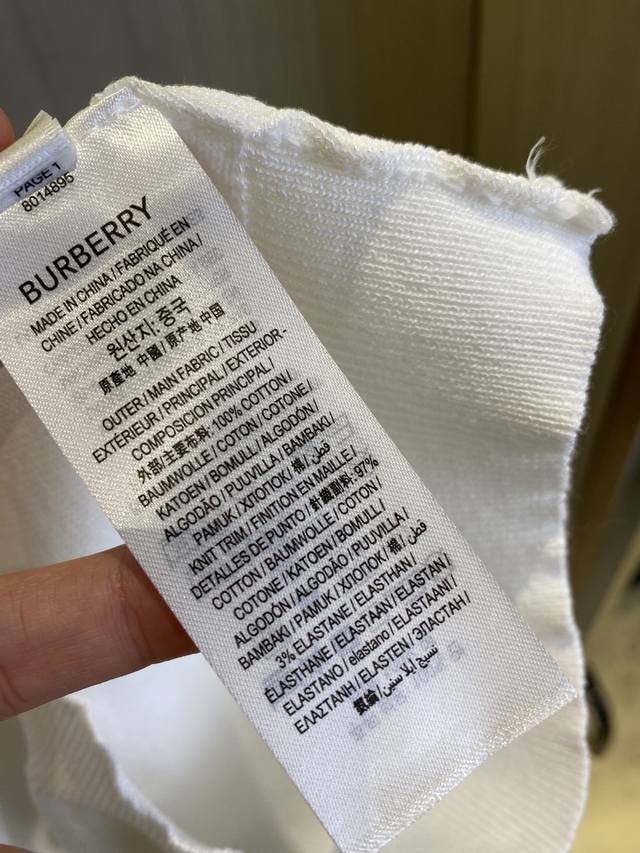 PAGE 1
8014895
BURBERRY
MADE IN CHINA / FABRIQUÉ EN
CHINE / FABRICADO NA CHINA /
HECHO EN CHINA
원산지: 중국
原產地 中國 / 原产地 中国
OUTER / MAIN FABRIC / TISSU
EXTÉRIEUR / PRINCIPAL / EXTERIOR-
COMPOSICIÓN PRINCIPAL /
外部主要布料: 100% COTTON /
BAUMWOLLE / COTON / COTONE /
KATOEN / BOMULL / ALGODÓN /
ALGODÃO / PUUVILLA / BAMBAKI /
PAMUK / ΧΛΟΠΟΚ / 棉 / قطن
KNIT TRIM / FINITION EN MAILLE /
DETALLES DE PUNTO / 針織飾料: 97%
COTTON / BAUMWOLLE / COTON /
COTONE / KATOEN / BOMULL /
ALGODÓN / ALGODÃO / PUUVILLA /
BAMBAKI / PAMUK / ΧΛΟΠΟΚ / 棉 / قطن
3% ELASTANE / ELASTHAN /
ÉLASTHANNE / ELASTAAN / ELASTAN /
ELASTANO / elastano / ELASTAANI /
ΕΛΑΣΤΑΝΗ / ELASTEN / ЭЛАСТАН /
氨綸 / نسيج إيلاستين